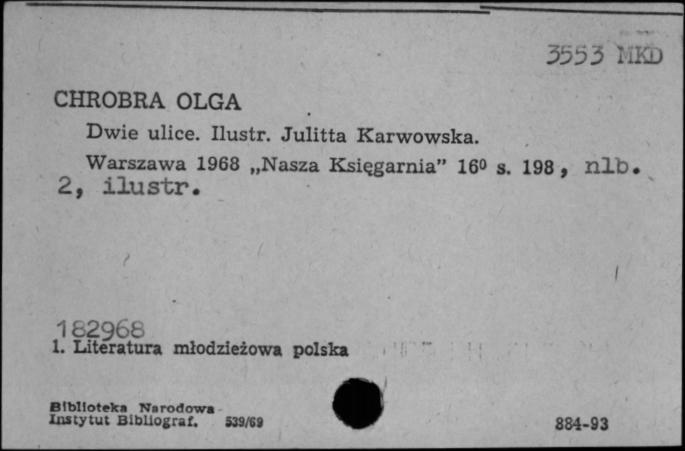 3553 MKD
CHROBRA OLGA
Dwie ulice. Ilustr. Julitta Karwowska.
Warszawa 1968 „Nasza Księgarnia” 16⁰ s. 198, nlb.
2, ilustr.
182968
1. Literatura młodzieżowa polska
Biblioteka Narodowa
Instytut Bibliograf. 539/69
884-93